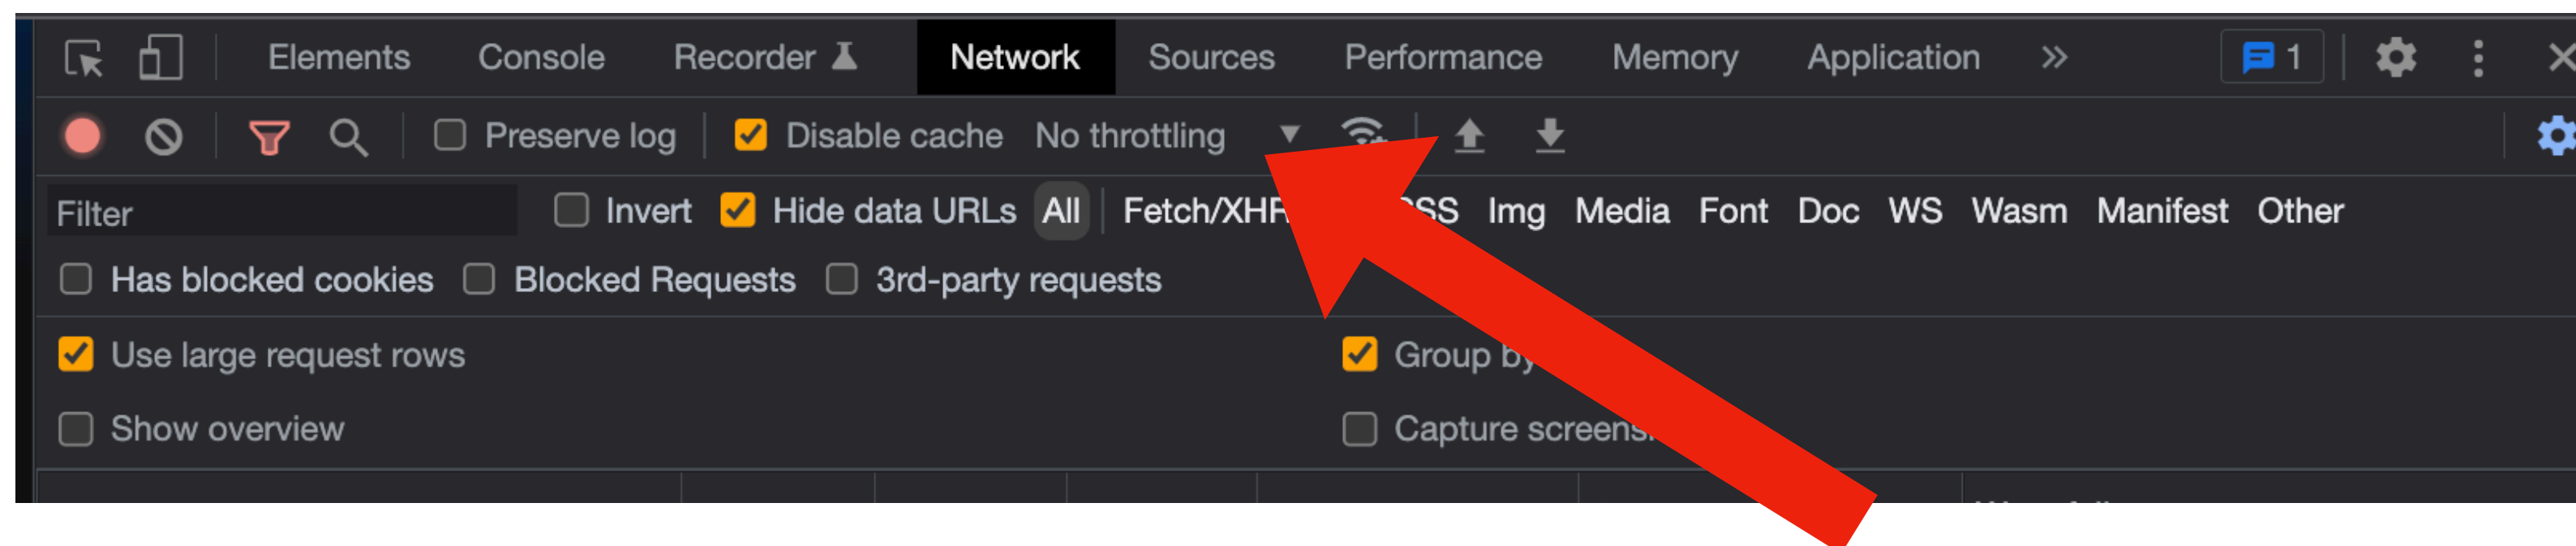 Elements Console Recorder Network Sources Performance Memory Application 1
Preserve log Disable cache No throttling
Filter Invert Hide data URLs All Fetch/XHR Img Media Font Doc WS Wasm Manifest Other
Has blocked cookies Blocked Requests 3rd-party requests
Use large request rows Group by
Show overview Capture